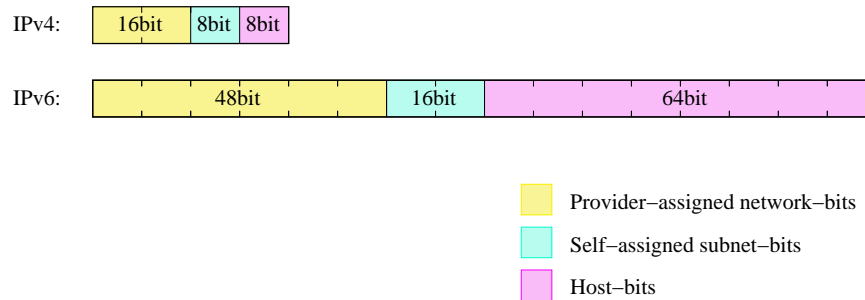 IPv4: 16bit 8bit 8bit
IPv6: 48bit 16bit 64bit
Provider−assigned network−bits
Self−assigned subnet−bits
Host−bits